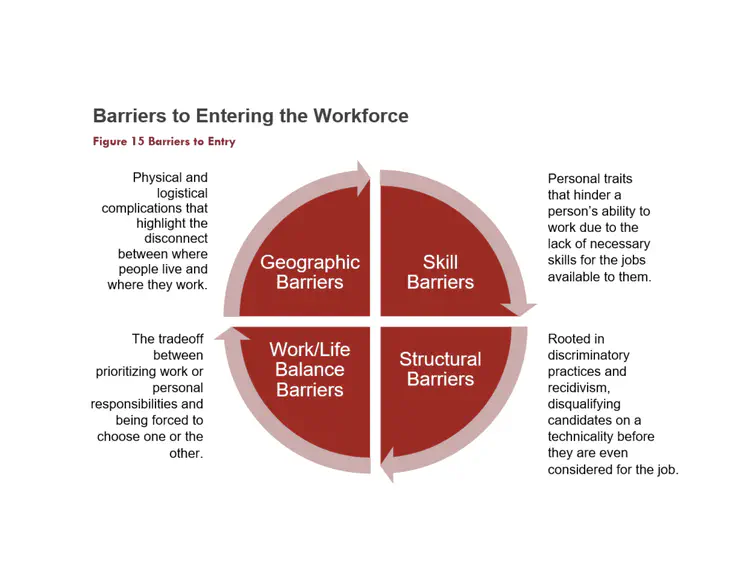 Barriers to Entering the Workforce
Figure 15 Barriers to Entry
Physical and
logistical
complications that
highlight the
disconnect
between where
people live and
where they work.
Geographic
Barriers
Skill
Barriers
Personal traits
that hinder a
person's ability to
work due to the
lack of necessary
skills for the jobs
available to them.
The tradeoff
between
prioritizing work or
personal
responsibilities and
being forced to
choose one or the
other.
Work/Life
Balance
Barriers
Structural
Barriers
Rooted in
discriminatory
practices and
recidivism,
disqualifying
candidates on a
technicality before
they are even
considered for the job.